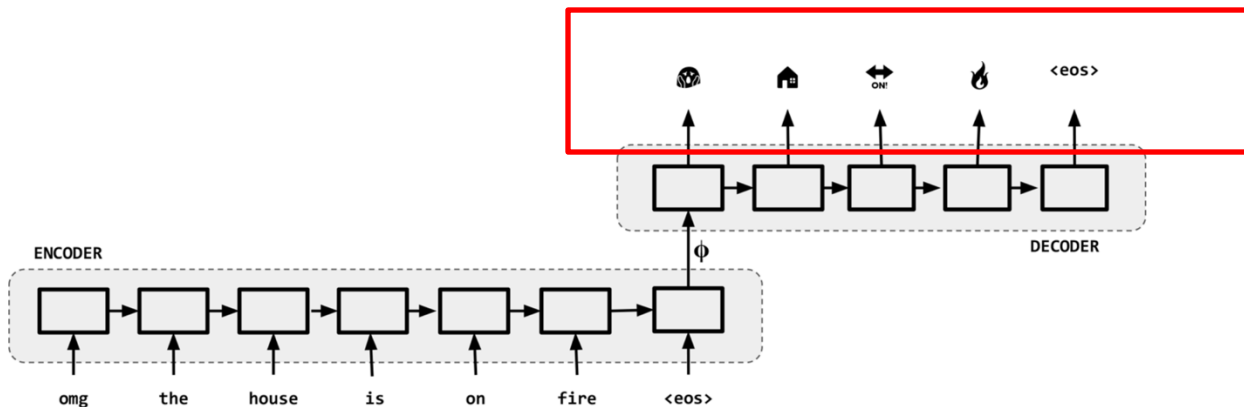 <eos>
ON!
ϕ
ENCODER
DECODER
omg the house is on fire <eos>